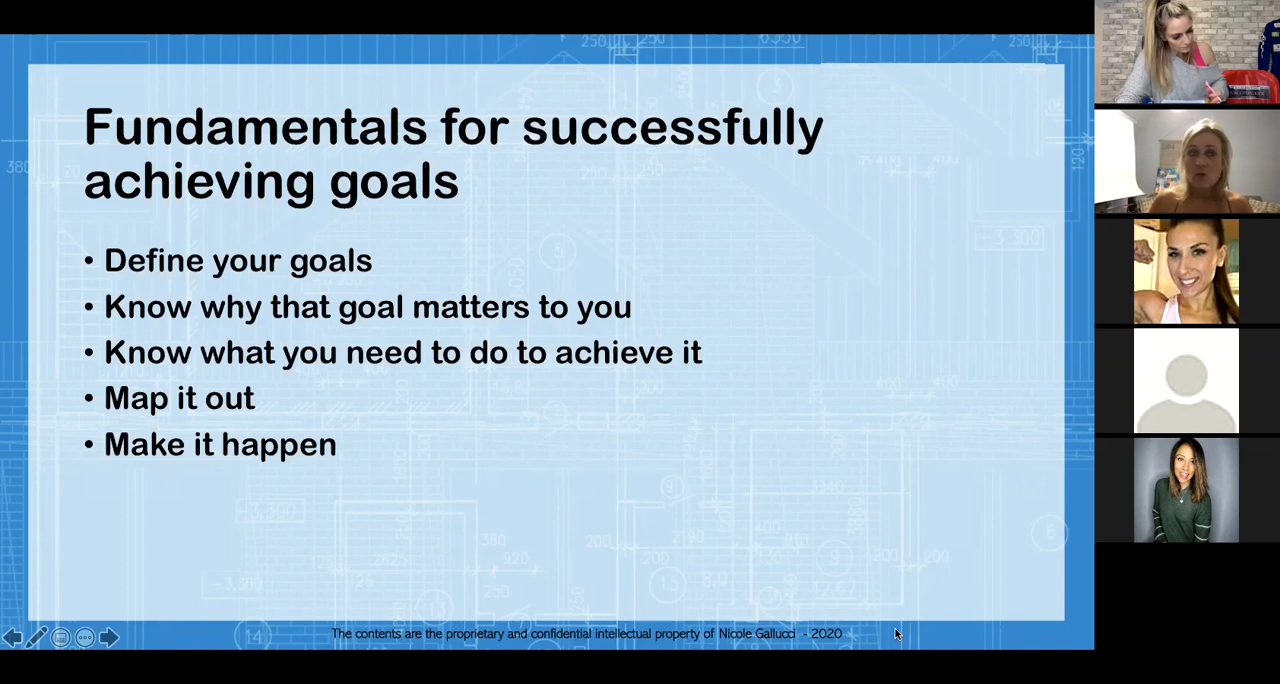 Fundamentals for successfully
achieving goals
• Define your goals
• Know why that goal matters to you
• Know what you need to do to achieve it
• Map it out
• Make it happen
The contents are the proprietary and confidential intellectual property of Nicole Gallucci - 2020